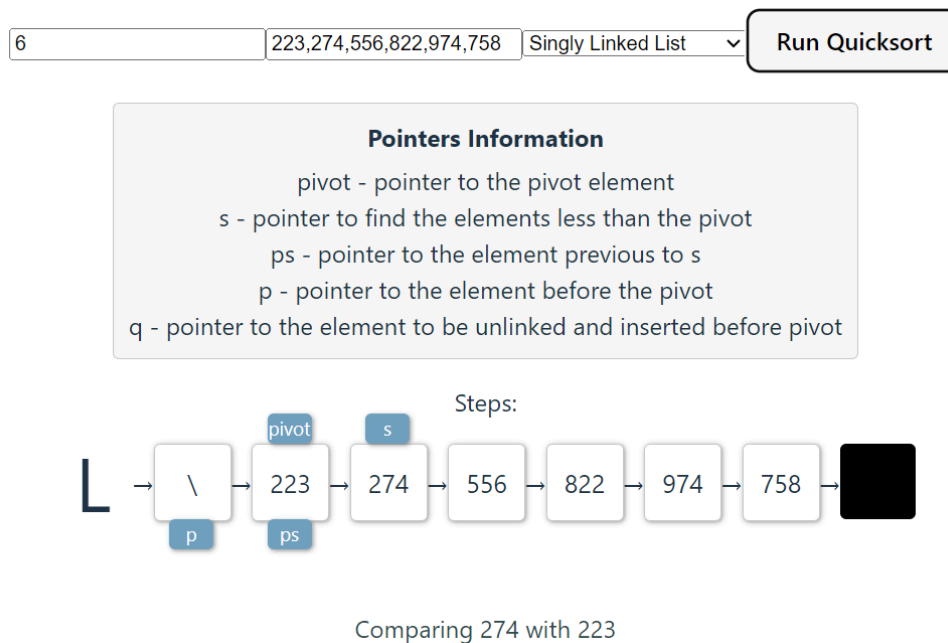 6 223,274,556,822,974,758 Singly Linked List Run Quicksort
Pointers Information
pivot - pointer to the pivot element
s - pointer to find the elements less than the pivot
ps - pointer to the element previous to s
p - pointer to the element before the pivot
q - pointer to the element to be unlinked and inserted before pivot
Steps:
pivot s
L → \ → 223 → 274 → 556 → 822 → 974 → 758 →
p ps
Comparing 274 with 223